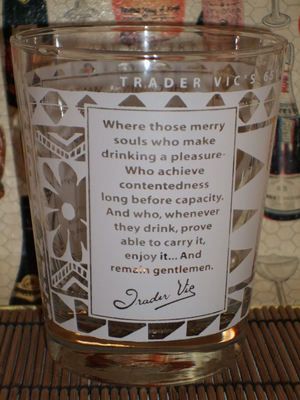 TRADER VIC'S 65
Where those merry
souls who make
drinking a pleasure-
Who achieve
contentedness
long before capacity.
And who, whenever
they drink, prove
able to carry it,
enjoy it... And
remain gentlemen.
Trader Vic